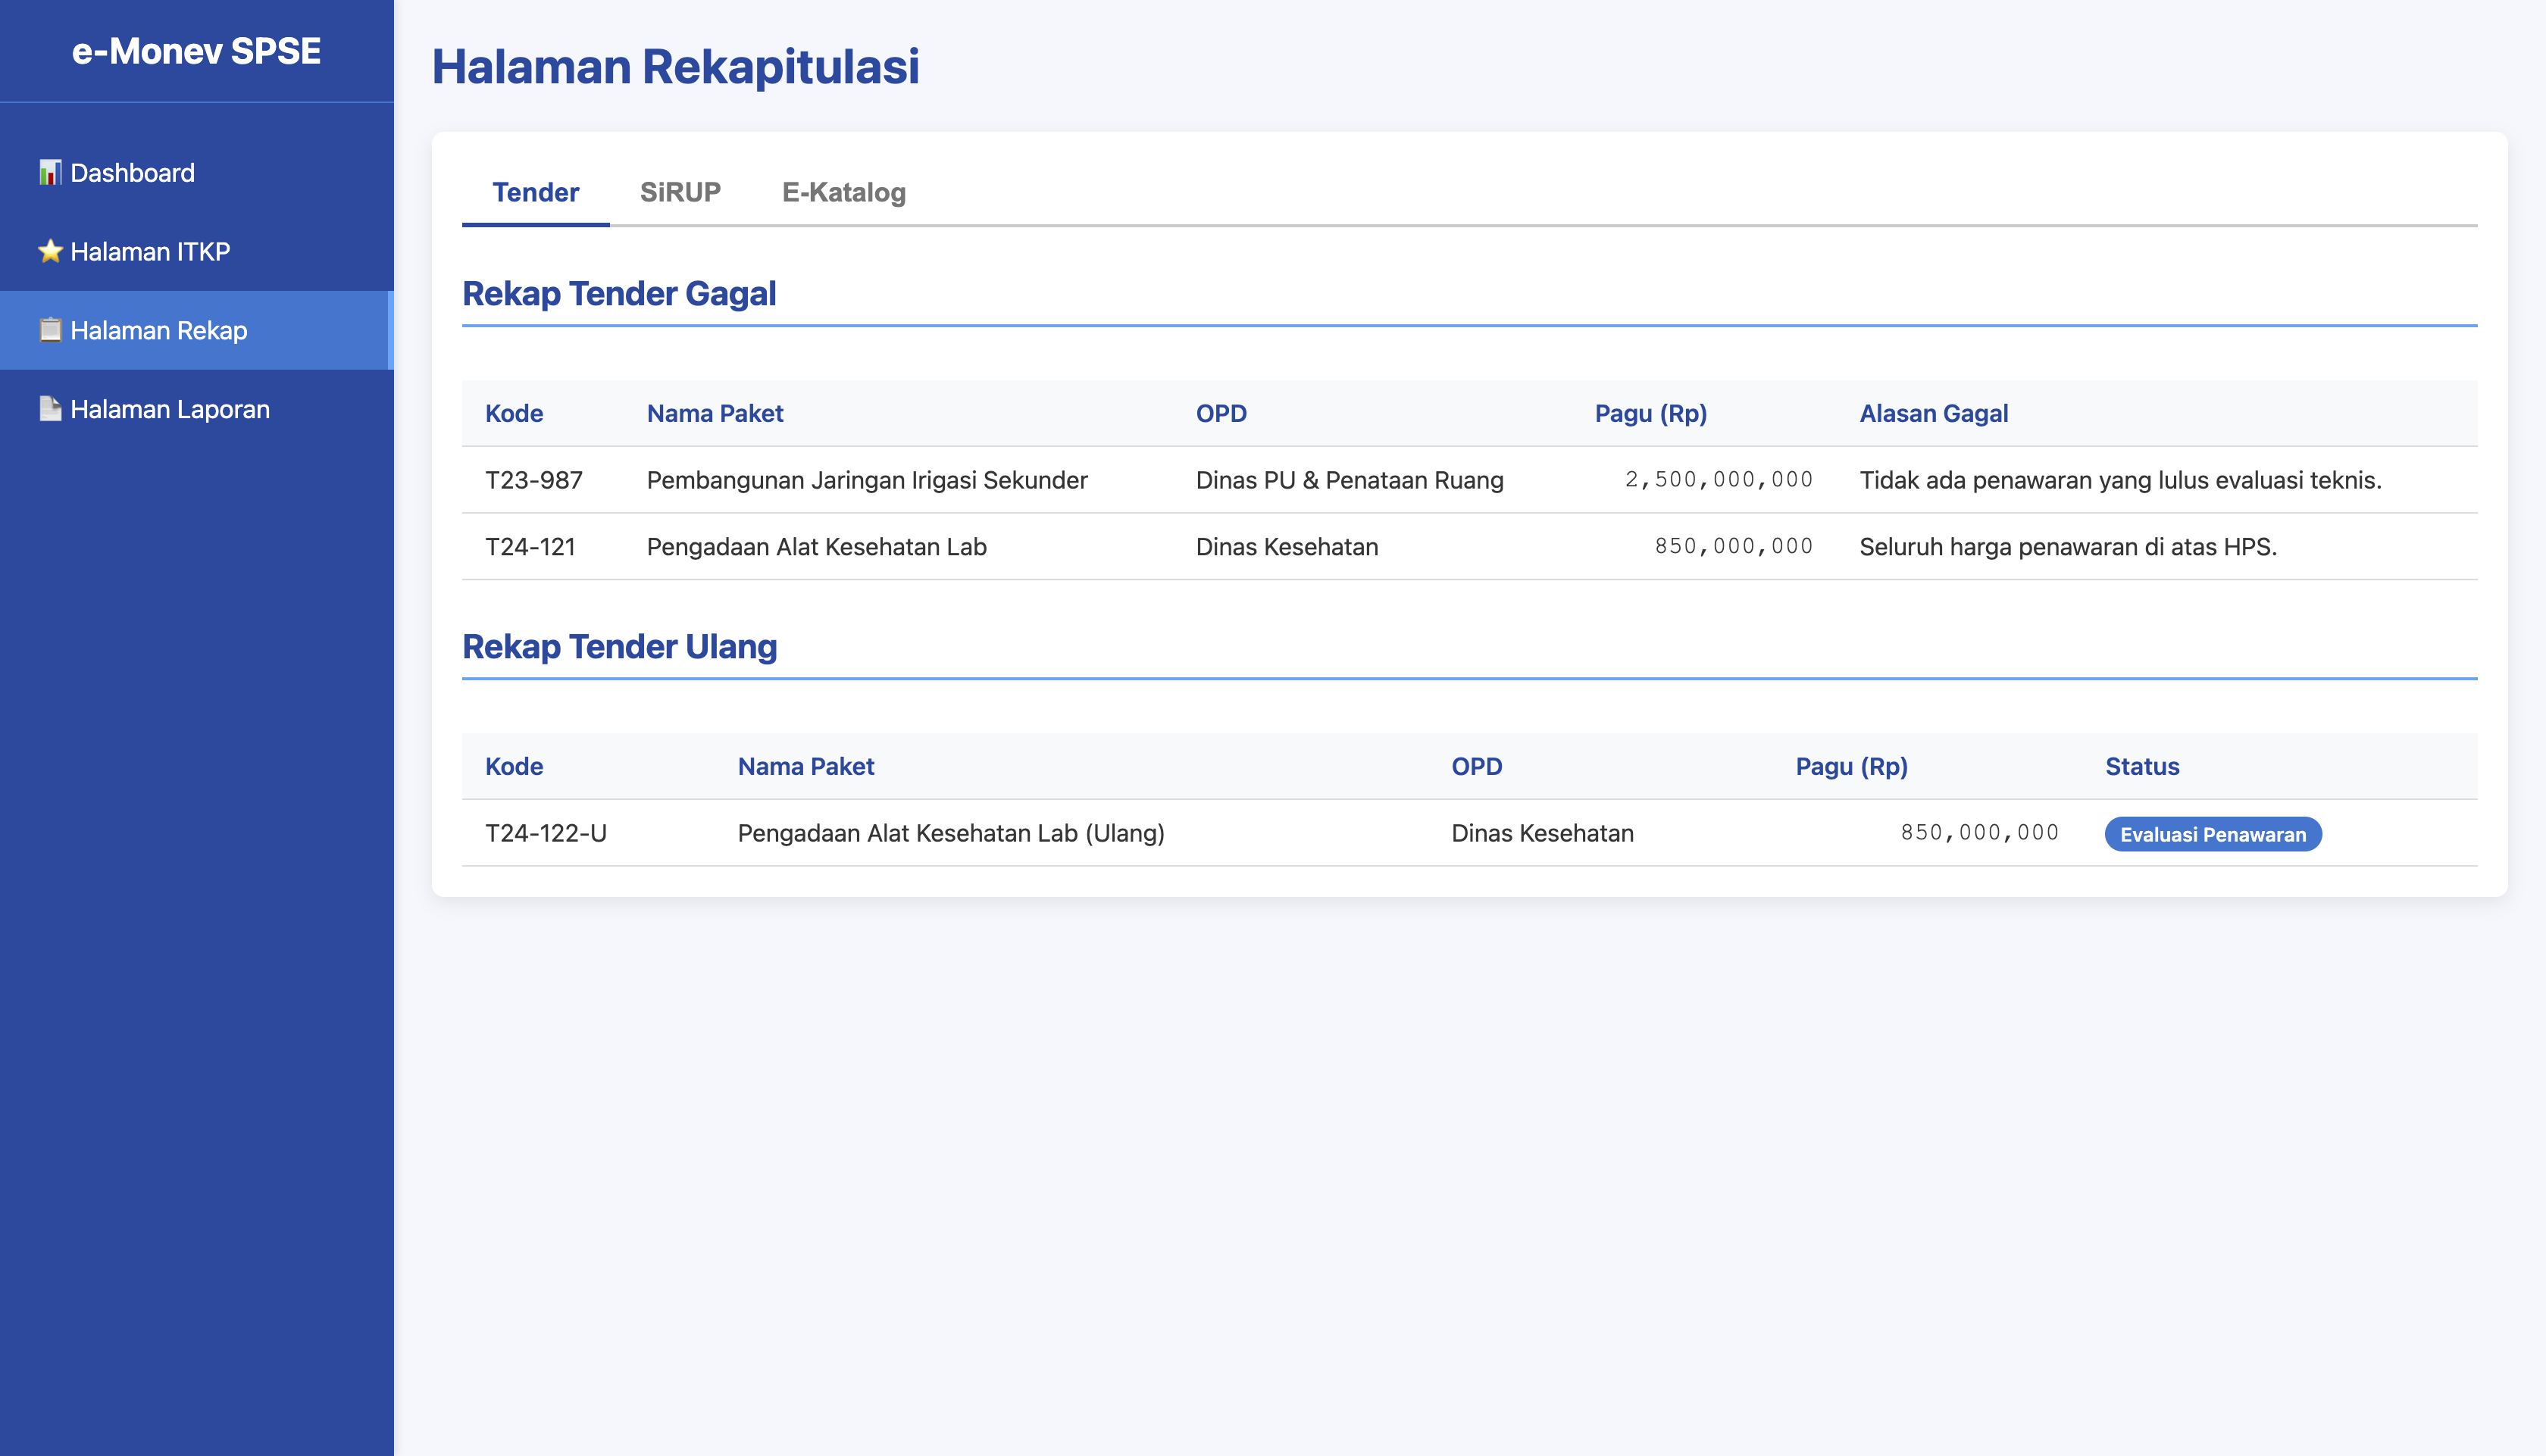 e-Monev SPSE
Dashboard
Halaman ITKP
Halaman Rekap
Halaman Laporan
Halaman Rekapitulasi
Tender SiRUP E-Katalog
Rekap Tender Gagal
Kode Nama Paket OPD Pagu (Rp) Alasan Gagal
T23-987 Pembangunan Jaringan Irigasi Sekunder Dinas PU & Penataan Ruang 2,500,000,000 Tidak ada penawaran yang lulus evaluasi teknis.
T24-121 Pengadaan Alat Kesehatan Lab Dinas Kesehatan 850,000,000 Seluruh harga penawaran di atas HPS.
Rekap Tender Ulang
Kode Nama Paket OPD Pagu (Rp) Status
T24-122-U Pengadaan Alat Kesehatan Lab (Ulang) Dinas Kesehatan 850,000,000 Evaluasi Penawaran